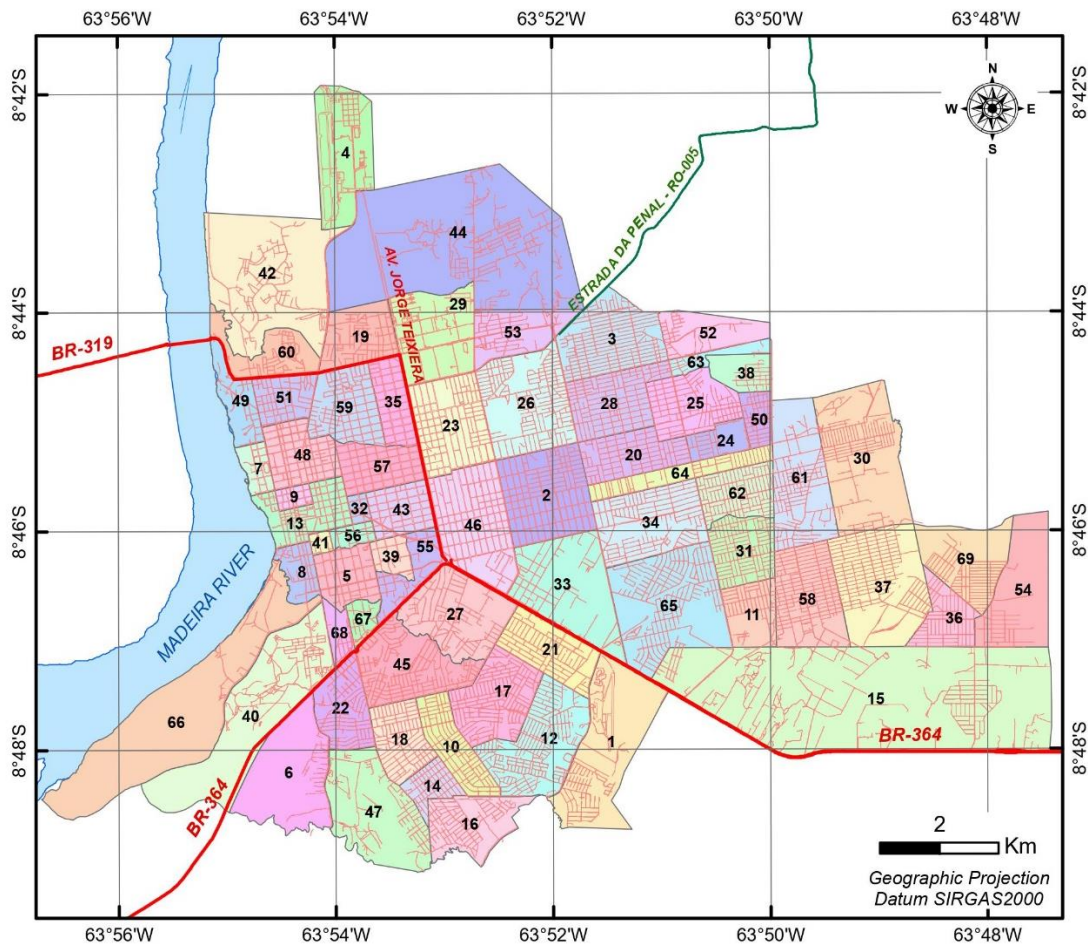 63°56'W 63°54'W 63°52'W 63°50'W 63°48'W
8°42'S 8°42'S
N
W E
S
4
ESTRADA DA PENAL - RO-005
44
42
AV. JORGE TEIXIERA
29
8°44'S 8°44'S
19 53 3 52
BR-319
60 63
38
49 51 59 35 26 28 25
23 50
24
48 20 30
7 57 64
9 2 62 61
32 43
13 46 34
56
8°46'S 8°46'S
41 55 31
39
8 5 33 69
MADEIRA RIVER
37 54
65
27 11 58 36
67
68
21
45
17 15
66 40 22
18 10 12 1
BR-364
8°48'S 8°48'S
6
14
BR-364
47
16
2
Km
Geographic Projection
Datum SIRGAS2000
63°56'W 63°54'W 63°52'W 63°50'W 63°48'W